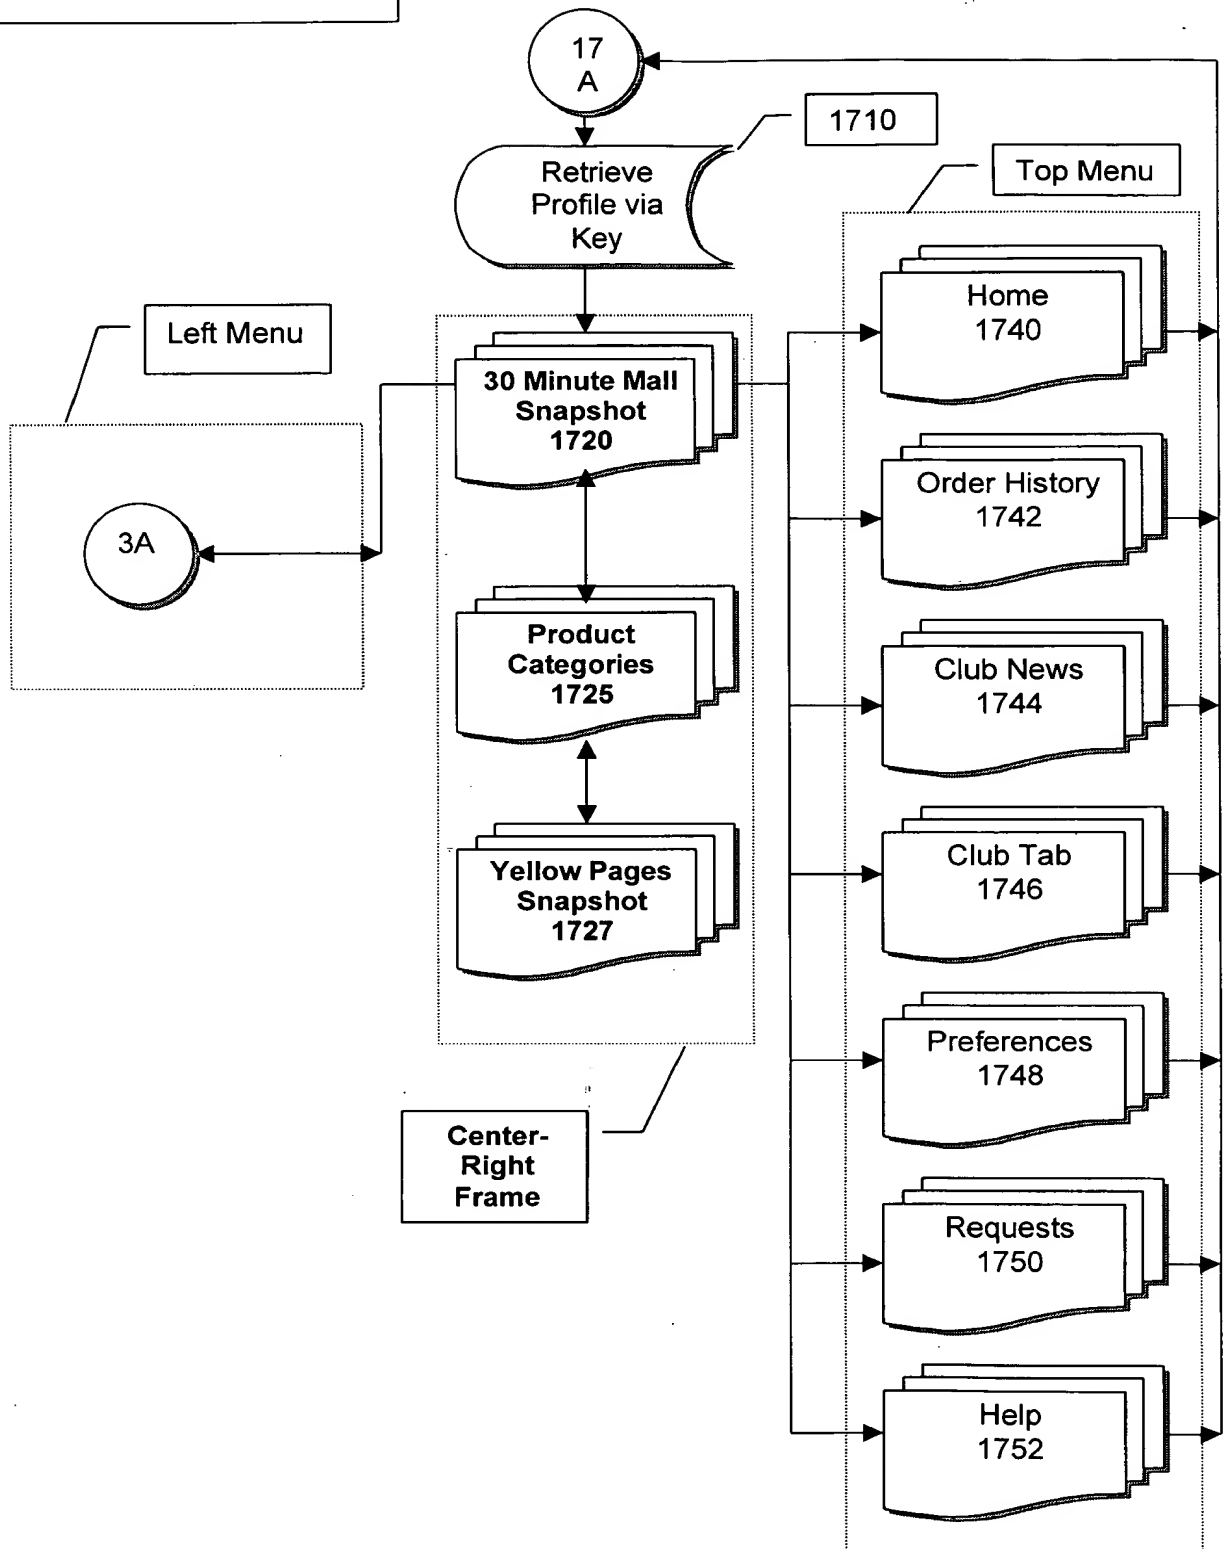 17
A
1710
Retrieve
Profile via
Key
Top Menu
Left Menu
Home
1740
30 Minute Mall
Snapshot
1720
Order History
1742
3A
Product
Categories
1725
Club News
1744
Yellow Pages
Snapshot
1727
Club Tab
1746
Preferences
1748
Center-
Right
Frame
Requests
1750
Help
1752